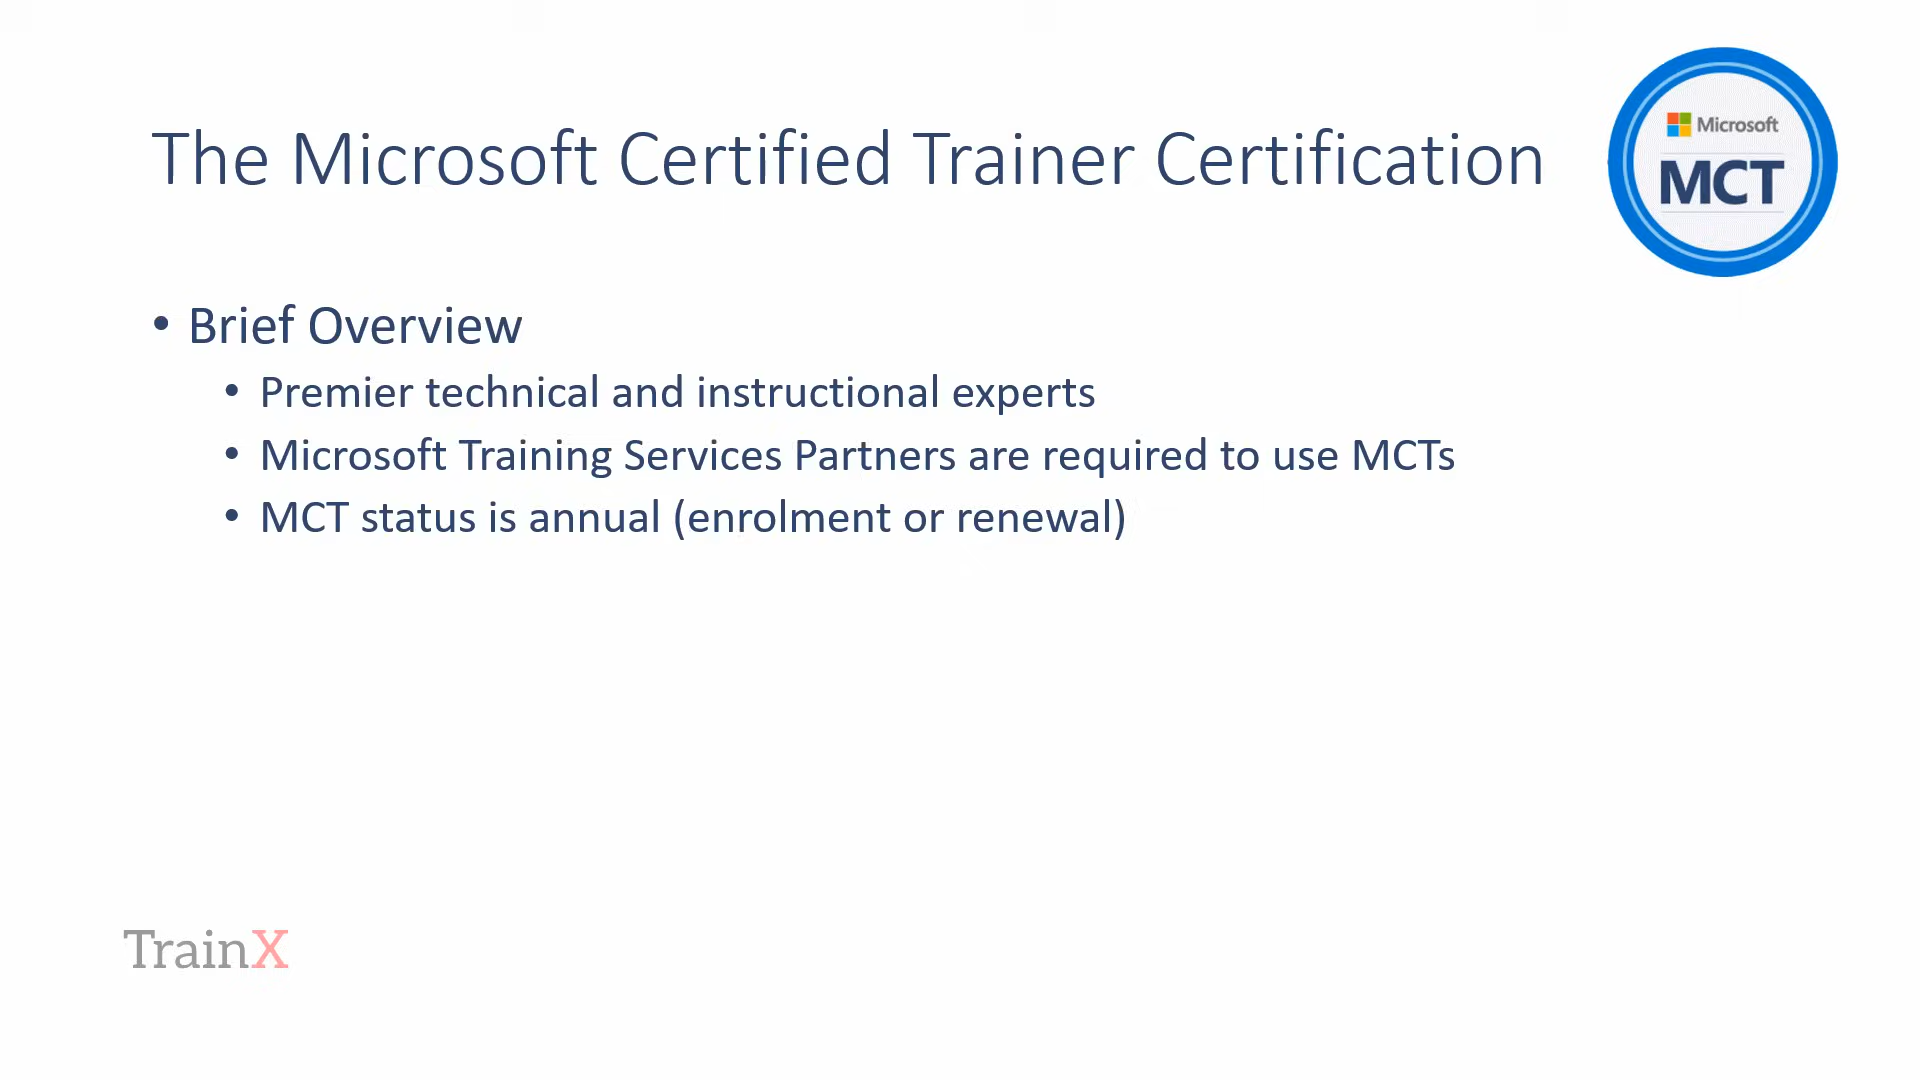 The Microsoft Certified Trainer Certification
Microsoft
MCT
• Brief Overview
• Premier technical and instructional experts
• Microsoft Training Services Partners are required to use MCTs
• MCT status is annual (enrolment or renewal)
TrainX